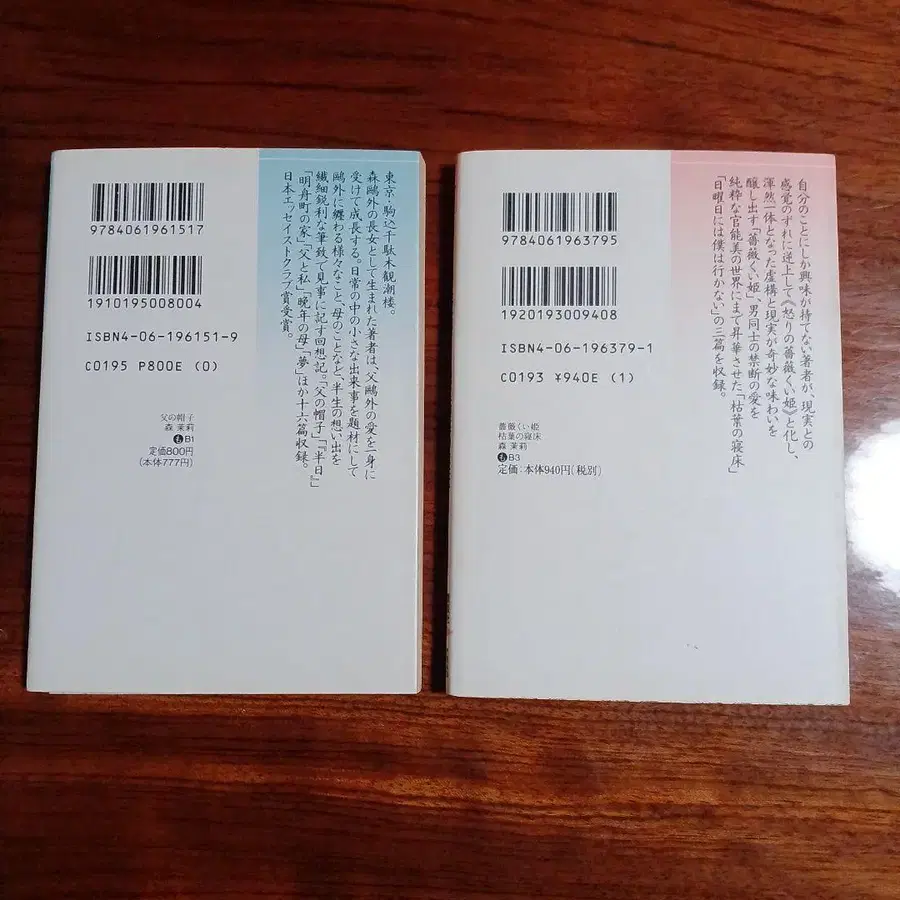 9784061961517
1910195008004
ISBN4-06-196151-9
C0195 P800E (0)
父の帽子
森 茉莉
も B1
定価800円
(本体777円)
東京・駒込千駄木観潮楼。
森鷗外の長女として生まれた著者は、父鷗外の愛を一身に
受けて成長する。日常の中の小さな出来事を題材にして
鷗外に纏わる様々なこと、母のことなど、半生の想い出を
繊細鋭利な筆致で見事に記す回想記。「父の帽子」「『半日』」
「明舟町の家」「父と私」「晩年の母」「夢」ほか十六篇収録。
日本エッセイストクラブ賞受賞。
9784061963795
1920193009408
ISBN4-06-196379-1
C0193 ¥940E (1)
薔薇くい姫
枯葉の寝床
森 茉莉
も B3
定価:本体940円(税別)
自分のことにしか興味が持てない著者が、現実との
感覚のずれに逆上して《怒りの薔薇くい姫》と化し、
渾然一体となった虚構と現実が奇妙な味わいを
醸し出す「薔薇くい姫」、男同士の禁断の愛を
純粋な官能美の世界にまで昇華させた「枯葉の寝床」
「日曜日には僕は行かない」の三篇を収録。